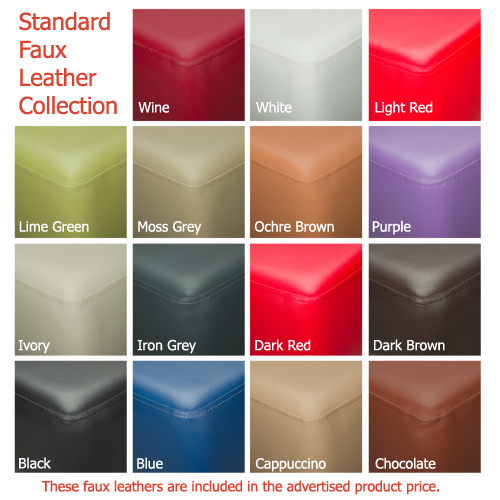 Standard
Faux
Leather
Collection
Wine
White
Light Red
Lime Green
Moss Grey
Ochre Brown
Purple
Ivory
Iron Grey
Dark Red
Dark Brown
Black
Blue
Cappuccino
Chocolate
These faux leathers are included in the advertised product price.